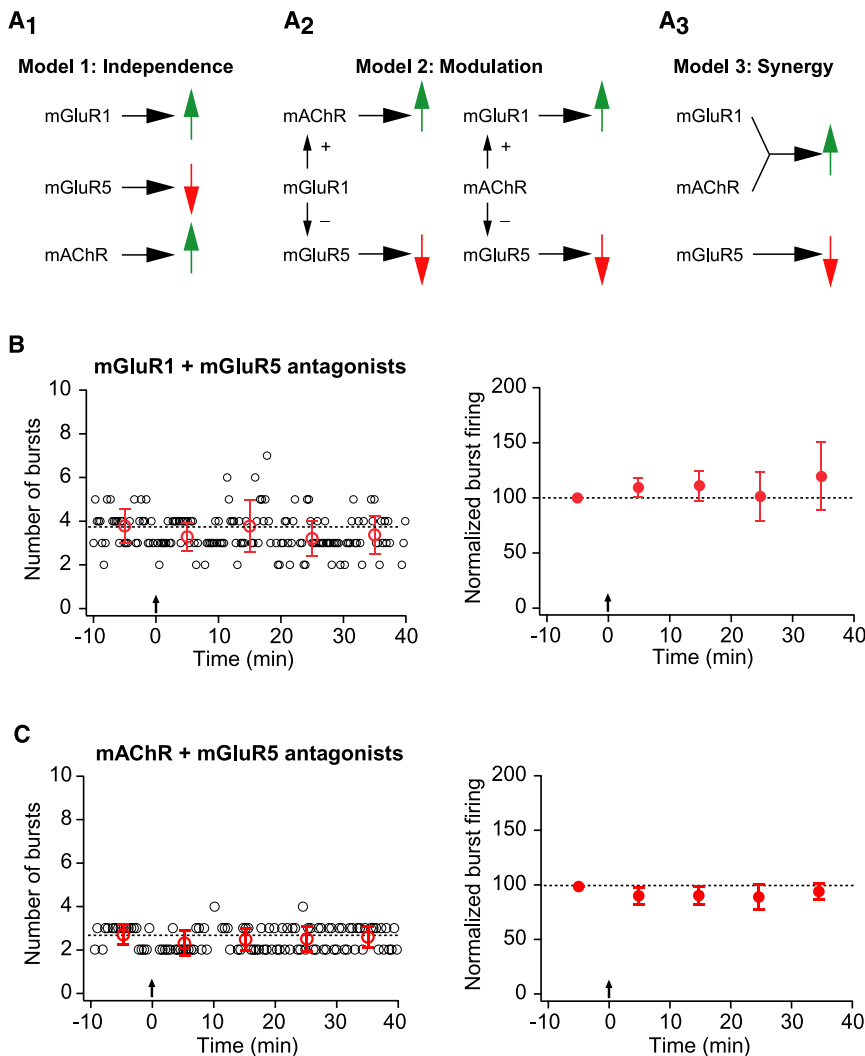 A1
A2
A3
Model 1: Independence
Model 2: Modulation
Model 3: Synergy
mGluR1
mGluR5
mAChR
mAChR
+
mGluR1
–
mGluR5
mGluR1
+
mAChR
–
mGluR5
mGluR1
mAChR
mGluR5
B
mGluR1 + mGluR5 antagonists
Number of bursts
10
8
6
4
2
0
-10 0 10 20 30 40
Time (min)
Normalized burst firing
200
150
100
50
0
-10 0 10 20 30 40
Time (min)
C
mAChR + mGluR5 antagonists
Number of bursts
10
8
6
4
2
0
-10 0 10 20 30 40
Time (min)
Normalized burst firing
200
150
100
50
0
-10 0 10 20 30 40
Time (min)